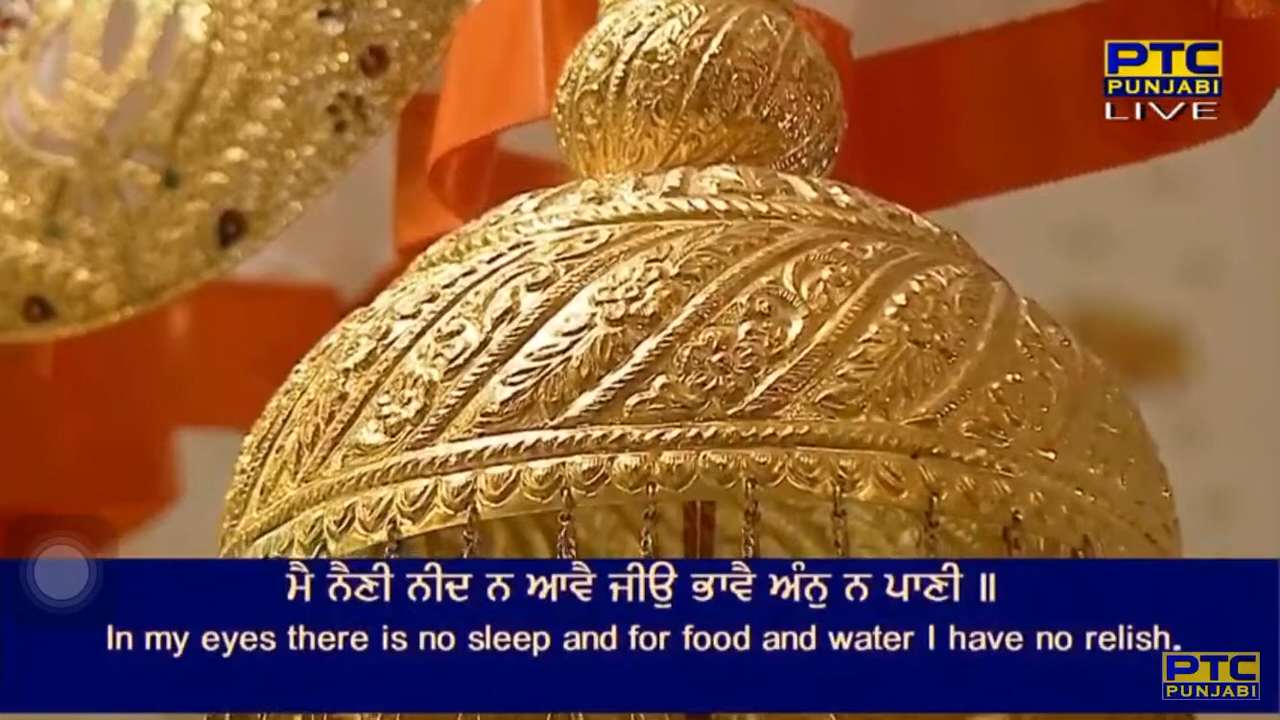 PTC
PUNJABI
LIVE
ਮੈ ਨੈਣੀ ਨੀਦ ਨ ਆਵੈ ਜੀਉ ਭਾਵੈ ਅੰਨੁ ਨ ਪਾਣੀ ॥
In my eyes there is no sleep and for food and water I have no relish.
PTC
PUNJABI